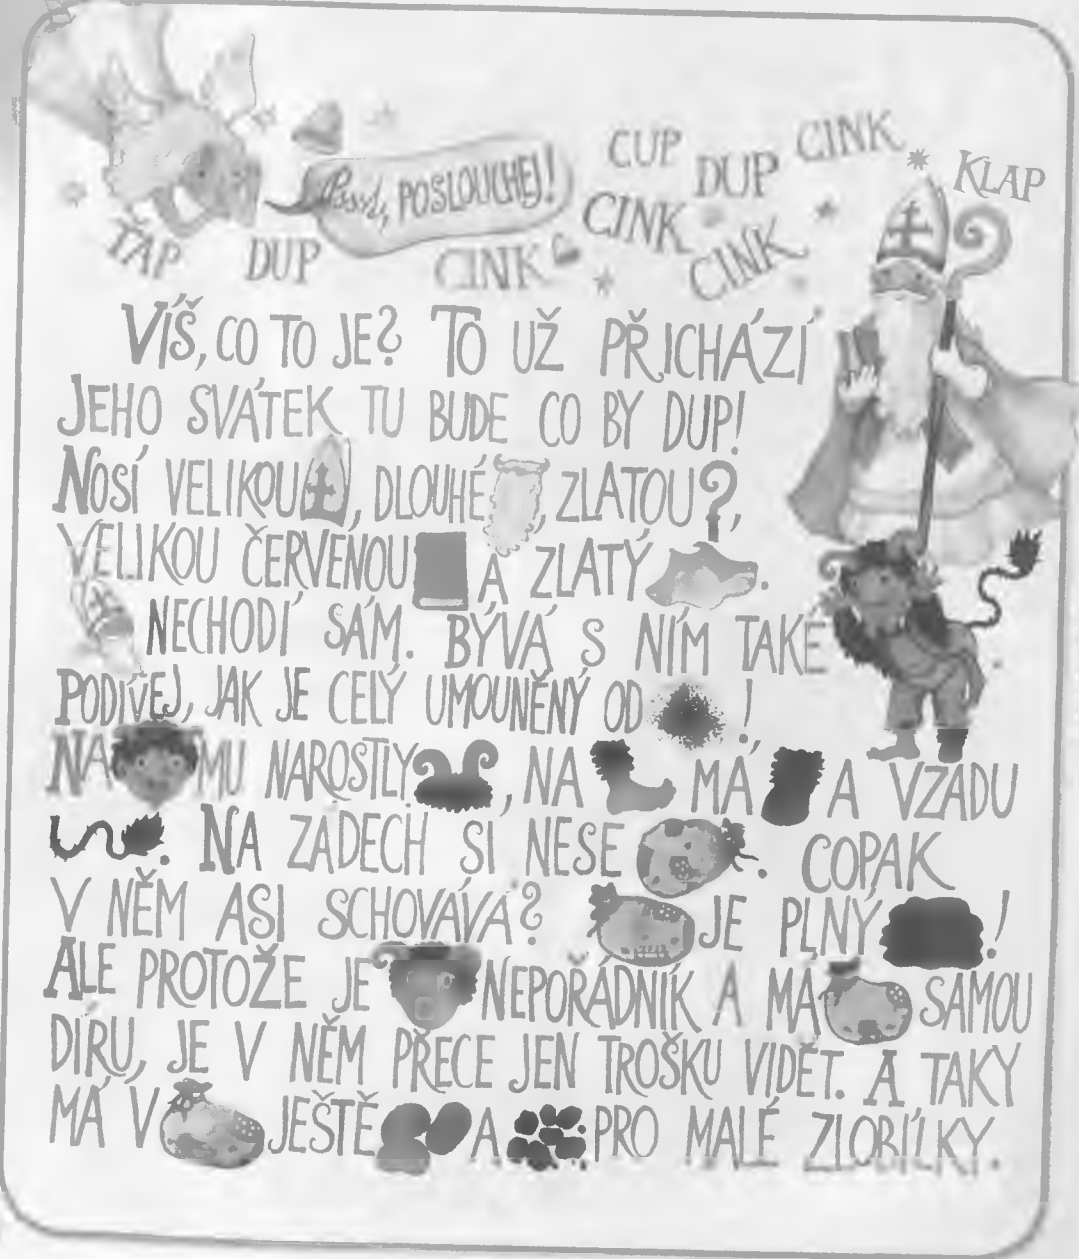 CUP
DUP
CINK
KLAP
Pssst, POSLOUCHEJ!
CINK
ŤAP
DUP
CINK
CINK
VÍŠ, CO TO JE? TO UŽ PŘICHÁZÍ
JEHO SVÁTEK TU BUDE CO BY DUP!
NOSÍ VELIKOU , DLOUHÉ , ZLATOU ?,
VELIKOU ČERVENOU A ZLATÝ .
NECHODÍ SÁM. BÝVÁ S NÍM TAKÉ
PODÍVEJ, JAK JE CELÝ UMOUNĚNÝ OD !
NA MU NAROSTLY , NA MÁ A VZADU
. NA ZÁDECH SI NESE . COPAK
V NĚM ASI SCHOVÁVÁ? JE PLNÝ !
ALE PROTOŽE JE NEPOŘÁDNÍK A MÁ SAMOU
DÍRU, JE V NĚM PŘECE JEN TROŠKU VIDĚT. A TAKY
MÁ V JEŠTĚ A PRO MALÉ ZLOBÍLKY.